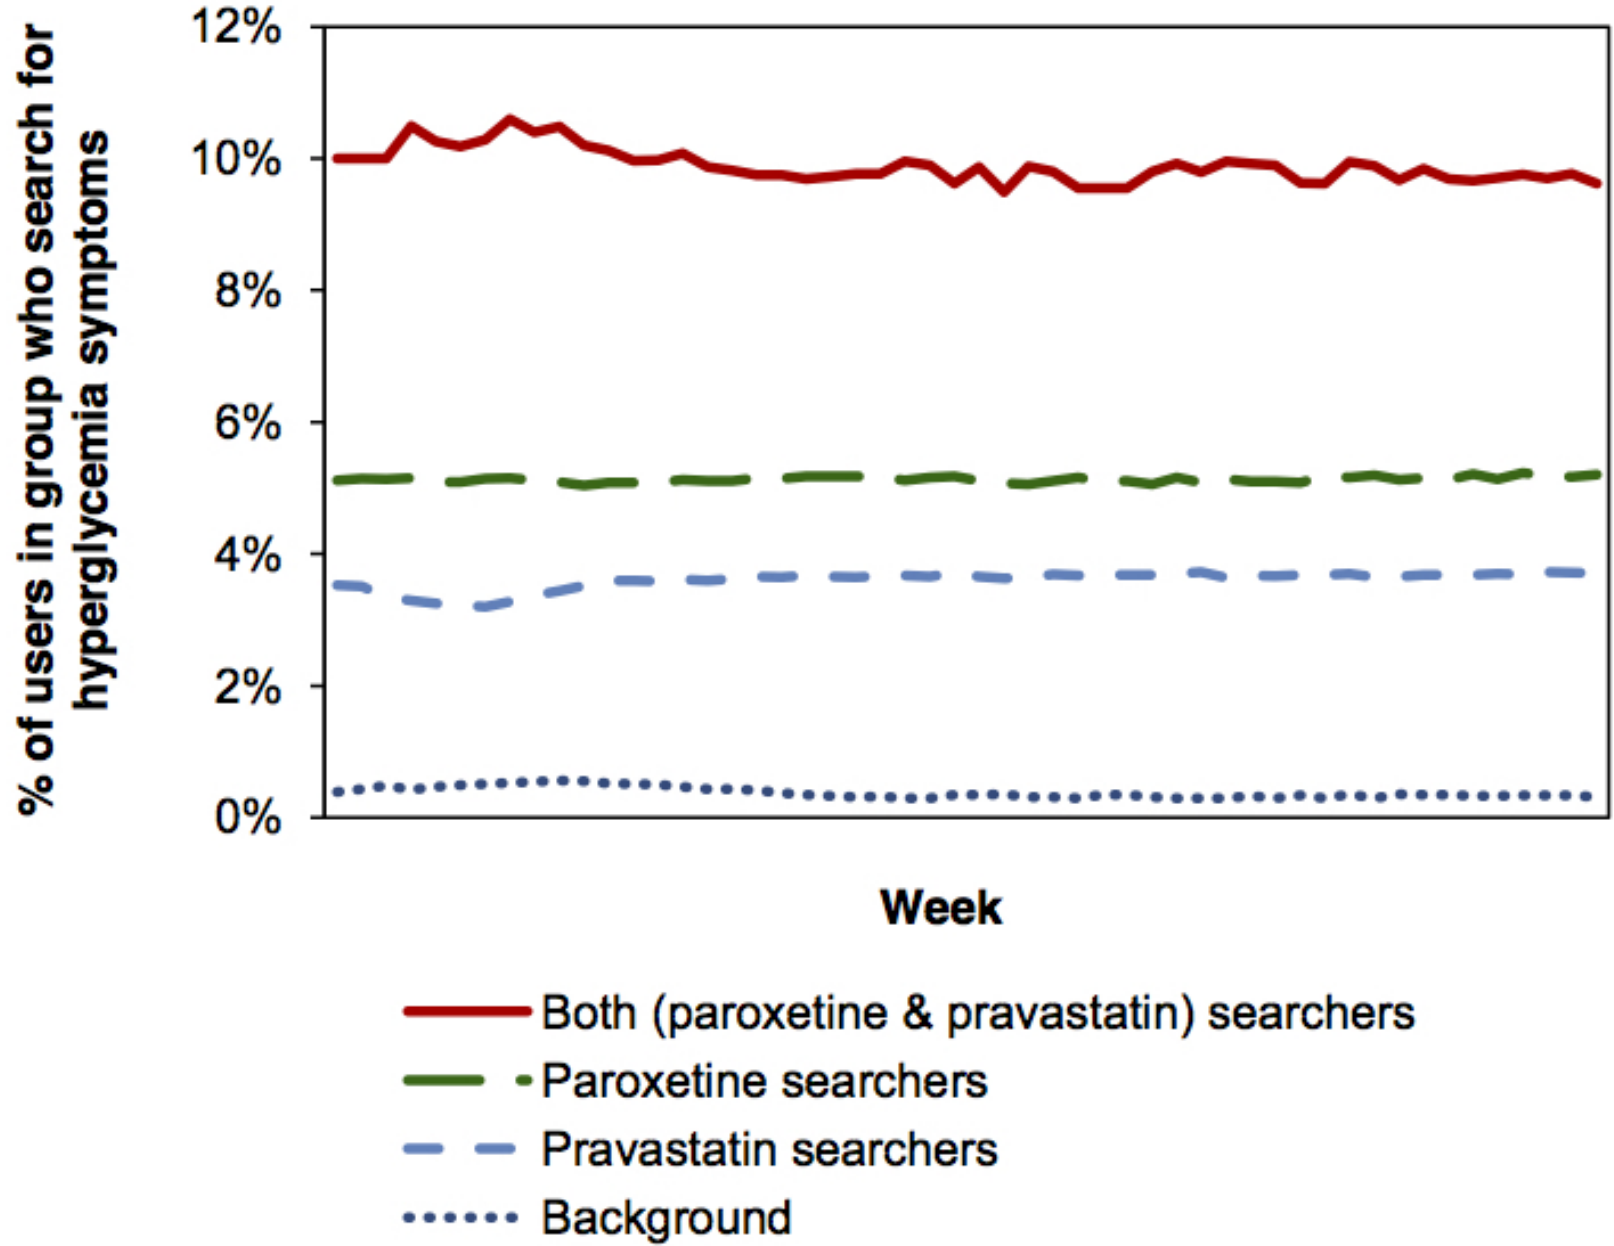 % of users in group who search for
hyperglycemia symptoms
12%
10%
8%
6%
4%
2%
0%
Week
Both (paroxetine & pravastatin) searchers
Paroxetine searchers
Pravastatin searchers
Background